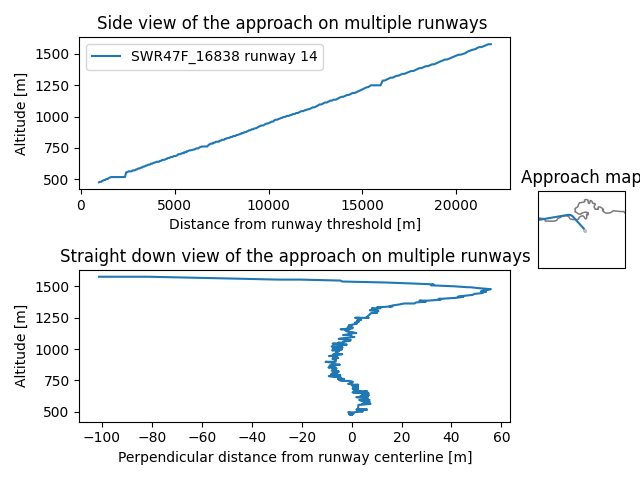 Side view of the approach on multiple runways
Altitude [m]
1500
1250
1000
750
500
SWR47F_16838 runway 14
0 5000 10000 15000 20000
Distance from runway threshold [m]
Approach map
Straight down view of the approach on multiple runways
Altitude [m]
1500
1250
1000
750
500
−100 −80 −60 −40 −20 0 20 40 60
Perpendicular distance from runway centerline [m]